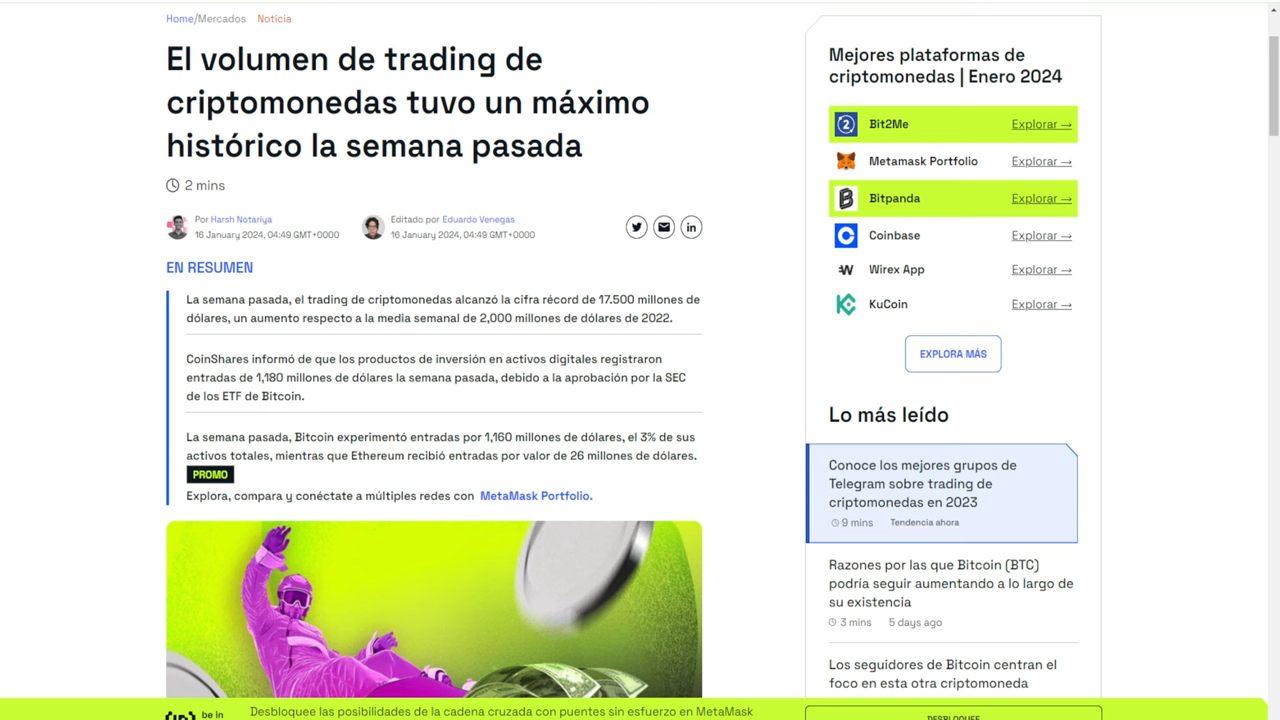 Home/Mercados Noticia
El volumen de trading de
criptomonedas tuvo un máximo
histórico la semana pasada
2 mins
Por Harsh Notariya
16 January 2024, 04:49 GMT+0000
Editado por Eduardo Venegas
16 January 2024, 04:49 GMT+0000
EN RESUMEN
La semana pasada, el trading de criptomonedas alcanzó la cifra récord de 17.500 millones de
dólares, un aumento respecto a la media semanal de 2,000 millones de dólares de 2022.
CoinShares informó de que los productos de inversión en activos digitales registraron
entradas de 1,180 millones de dólares la semana pasada, debido a la aprobación por la SEC
de los ETF de Bitcoin.
La semana pasada, Bitcoin experimentó entradas por 1,160 millones de dólares, el 3% de sus
activos totales, mientras que Ethereum recibió entradas por valor de 26 millones de dólares.
PROMO
Explora, compara y conéctate a múltiples redes con MetaMask Portfolio.
Mejores plataformas de
criptomonedas | Enero 2024
Bit2Me Explorar →
Metamask Portfolio Explorar →
Bitpanda Explorar →
Coinbase Explorar →
Wirex App Explorar →
KuCoin Explorar →
EXPLORA MÁS
Lo más leído
Conoce los mejores grupos de
Telegram sobre trading de
criptomonedas en 2023
9 mins Tendencia ahora
Razones por las que Bitcoin (BTC)
podría seguir aumentando a lo largo de
su existencia
3 mins 5 days ago
Los seguidores de Bitcoin centran el
foco en esta otra criptomoneda
be in
Desbloquee las posibilidades de la cadena cruzada con puentes sin esfuerzo en MetaMask
DESBLOQUEE